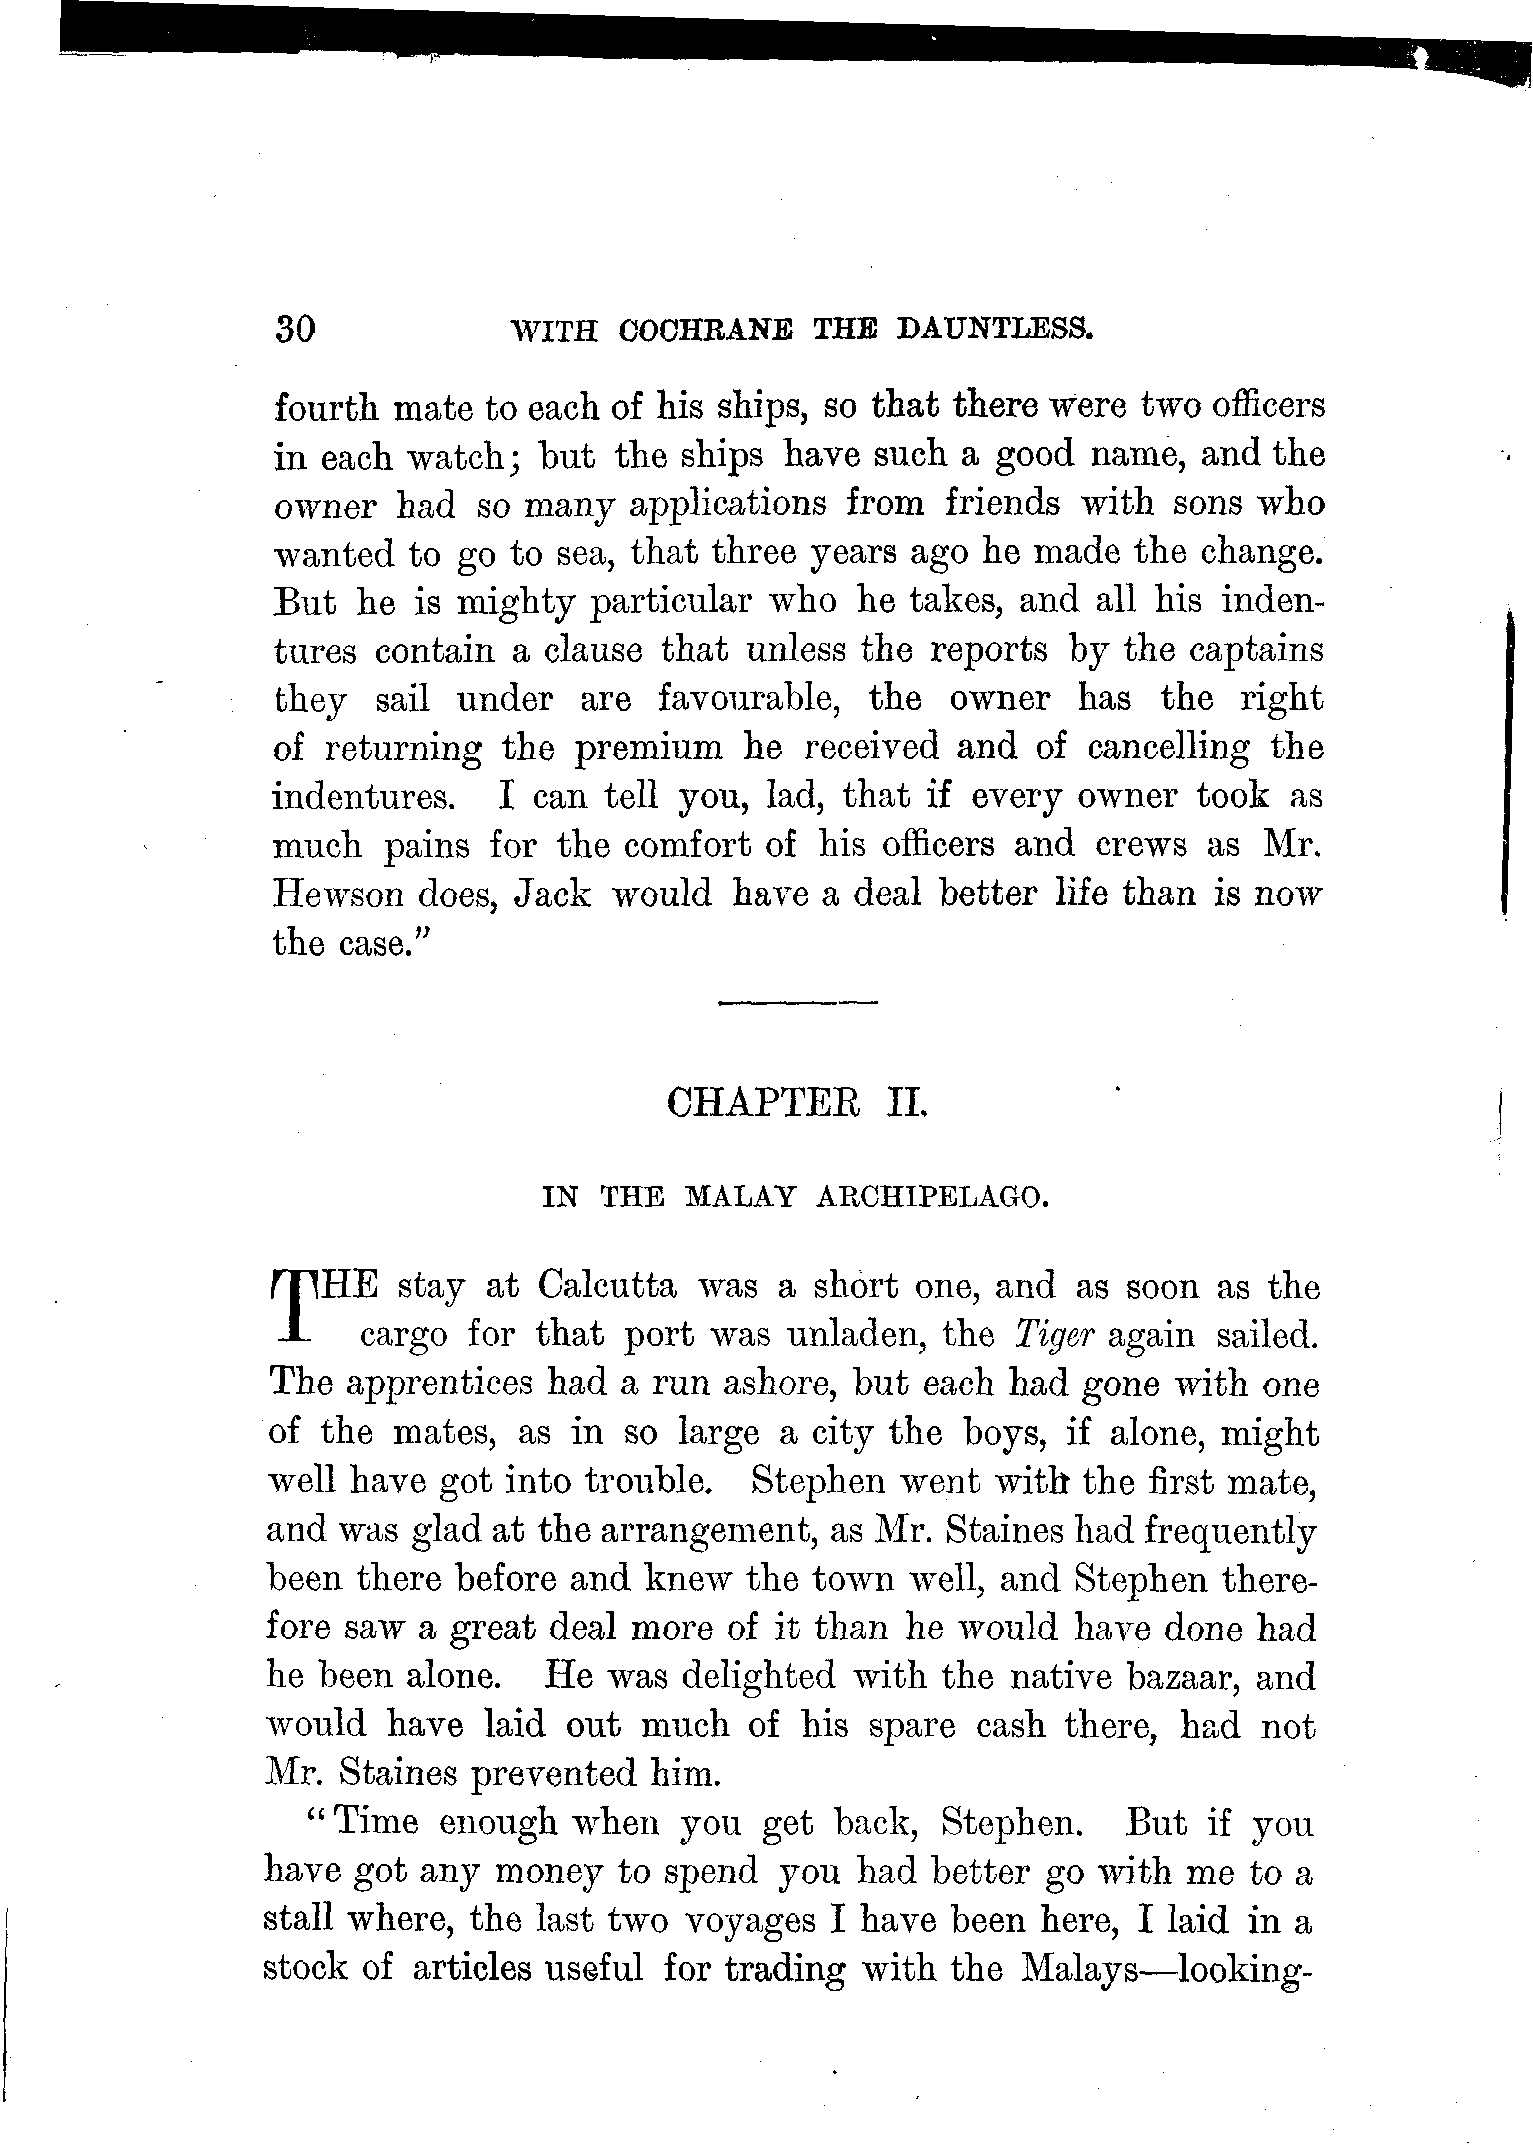 30 WITH COCHRANE THE DAUNTLESS.
fourth mate to each of his ships, so that there were two officers
in each watch; but the ships have such a good name, and the
owner had so many applications from friends with sons who
wanted to go to sea, that three years ago he made the change.
But he is mighty particular who he takes, and all his inden-
tures contain a clause that unless the reports by the captains
they sail under are favourable, the owner has the right
of returning the premium he received and of cancelling the
indentures. I can tell you, lad, that if every owner took as
much pains for the comfort of his officers and crews as Mr.
Hewson does, Jack would have a deal better life than is now
the case."
CHAPTER II.
IN THE MALAY ARCHIPELAGO.
THE stay at Calcutta was a short one, and as soon as the
cargo for that port was unladen, the Tiger again sailed.
The apprentices had a run ashore, but each had gone with one
of the mates, as in so large a city the boys, if alone, might
well have got into trouble. Stephen went with the first mate,
and was glad at the arrangement, as Mr. Staines had frequently
been there before and knew the town well, and Stephen there-
fore saw a great deal more of it than he would have done had
he been alone. He was delighted with the native bazaar, and
would have laid out much of his spare cash there, had not
Mr. Staines prevented him.
"Time enough when you get back, Stephen. But if you
have got any money to spend you had better go with me to a
stall where, the last two voyages I have been here, I laid in a
stock of articles useful for trading with the Malays—looking-